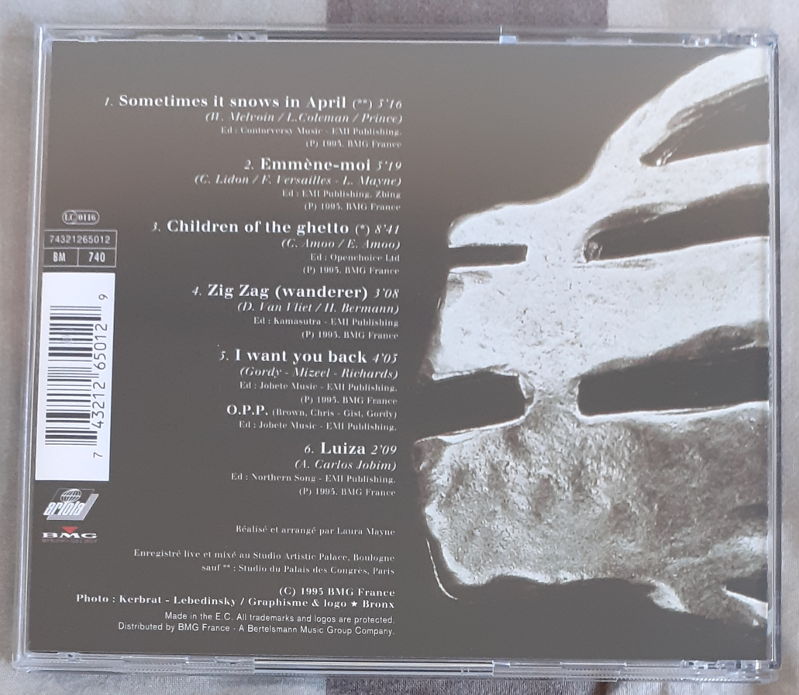 1. Sometimes it snows in April (**) 3'16
(W. Melvoin / L.Coleman / Prince)
Ed : Contorversy Music - EMI Publishing.
(P) 1995. BMG France
2. Emmène-moi 3'19
(C. Lidon / F. Versailles - L. Mayne)
Ed : EMI Publishing. Zbing
(P) 1995. BMG France
3. Children of the ghetto (*) 8'41
(C. Amoo / E. Amoo)
Ed : Openchoice Ltd
(P) 1995. BMG France
4. Zig Zag (wanderer) 3'08
(D. Van Vliet / H. Bermann)
Ed : Kamasutra - EMI Publishing
(P) 1995. BMG France
5. I want you back 4'05
(Gordy - Mizeel - Richards)
Ed : Jobete Music - EMI Publishing.
(P) 1995. BMG France
O.P.P. (Brown, Chris - Gist, Gordy)
Ed : Jobete Music - EMI Publishing.
6. Luiza 2'09
(A. Carlos Jobim)
Ed : Northern Song - EMI Publishing.
(P) 1995. BMG France
Réalisé et arrangé par Laura Mayne
Enregistré live et mixé au Studio Artistic Palace, Boulogne
sauf ** : Studio du Palais des Congrès, Paris
(C) 1995 BMG France
Photo : Kerbrat - Lebedinsky / Graphisme & logo ★ Bronx
Made in the E.C. All trademarks and logos are protected.
Distributed by BMG France - A Bertelsmann Music Group Company.
LC 0116
74321265012
BM 740
7 43212 65012 9
ariola
BMG